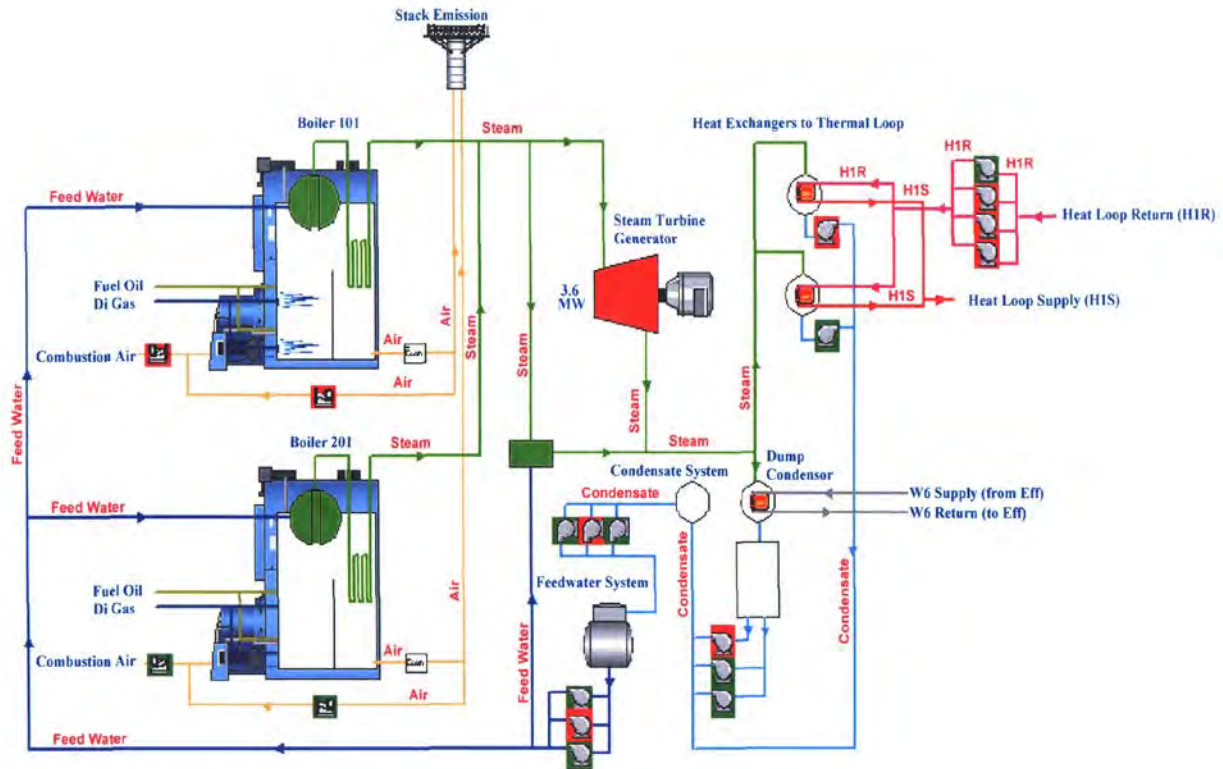 Stack Emission
Boiler 101
Steam
Heat Exchangers to Thermal Loop
H1R
H1R
H1R
H1S
Feed Water
Heat Loop Return (H1R)
Steam Turbine
Generator
3.6
MW
Fuel Oil
Di Gas
H1S
Heat Loop Supply (H1S)
Combustion Air
Air
Econ
Air
Steam
Air
Feed Water
Steam
Steam
Steam
Boiler 201
Steam
Steam
Condensate System
Dump
Condensor
Condensate
W6 Supply (from Eff)
W6 Return (to Eff)
Feed Water
Fuel Oil
Di Gas
Feedwater System
Condensate
Condensate
Air
Combustion Air
Air
Econ
Air
Feed Water
Feed Water